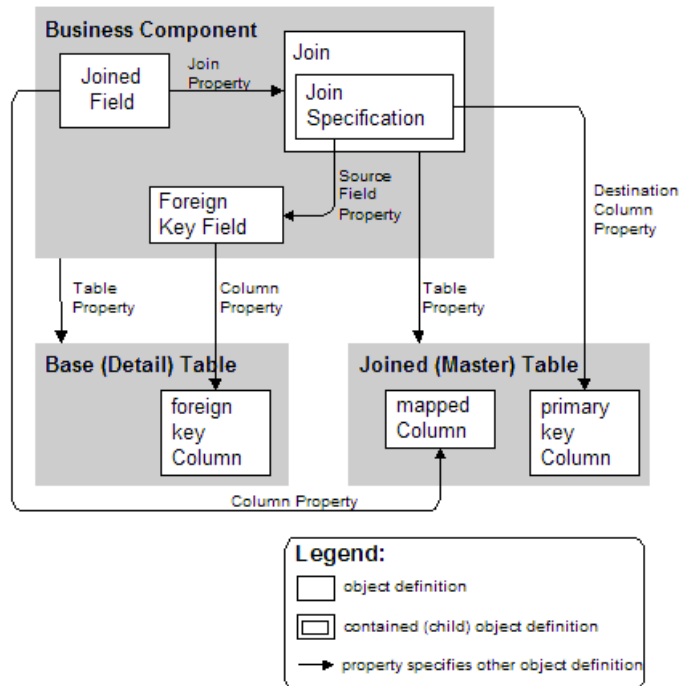 Business Component
Joined
Field
Join
Property
Join
Join
Specification
Source
Field
Property
Foreign
Key Field
Destination
Column
Property
Table
Property
Column
Property
Table
Property
Base (Detail) Table
foreign
key
Column
Joined (Master) Table
mapped
Column
primary
key
Column
Column Property
Legend:
object definition
contained (child) object definition
property specifies other object definition